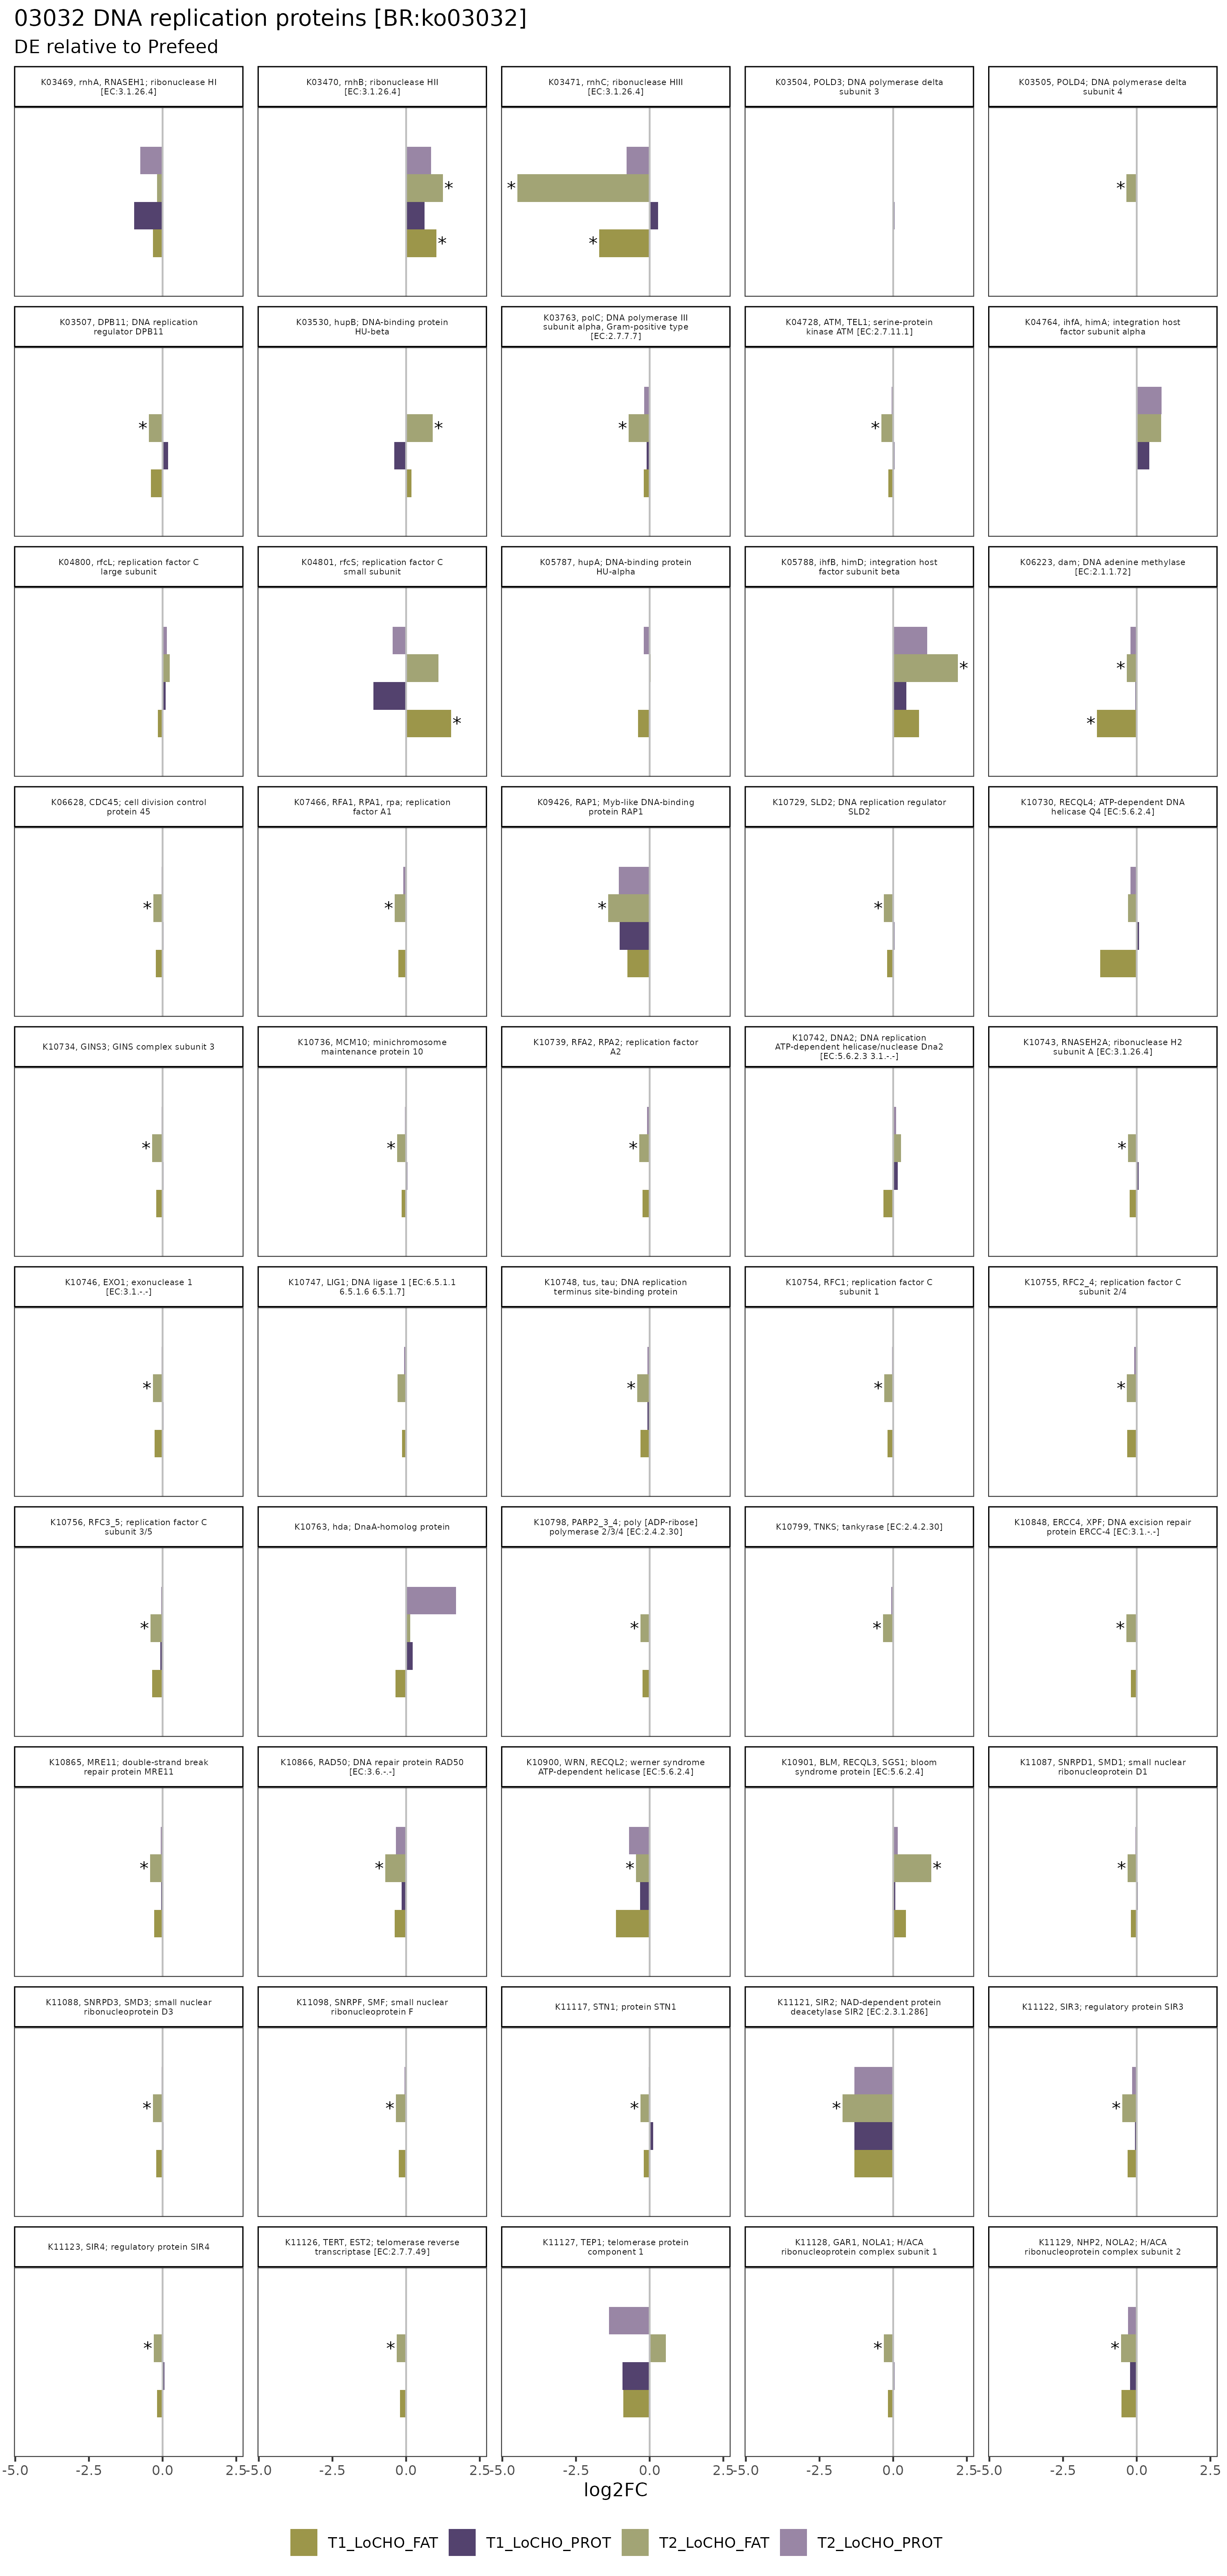 03032 DNA replication proteins [BR:ko03032]
DE relative to Prefeed
K03469, rnhA, RNASEH1; ribonuclease HI
[EC:3.1.26.4]
K03470, rnhB; ribonuclease HII
[EC:3.1.26.4]
K03471, rnhC; ribonuclease HIII
[EC:3.1.26.4]
K03504, POLD3; DNA polymerase delta
subunit 3
K03505, POLD4; DNA polymerase delta
subunit 4
*
*
*
*
*
K03507, DPB11; DNA replication
regulator DPB11
K03530, hupB; DNA-binding protein
HU-beta
K03763, polC; DNA polymerase III
subunit alpha, Gram-positive type
[EC:2.7.7.7]
K04728, ATM, TEL1; serine-protein
kinase ATM [EC:2.7.11.1]
K04764, ihfA, himA; integration host
factor subunit alpha
*
*
*
*
K04800, rfcL; replication factor C
large subunit
K04801, rfcS; replication factor C
small subunit
K05787, hupA; DNA-binding protein
HU-alpha
K05788, ihfB, himD; integration host
factor subunit beta
K06223, dam; DNA adenine methylase
[EC:2.1.1.72]
*
*
*
*
K06628, CDC45; cell division control
protein 45
K07466, RFA1, RPA1, rpa; replication
factor A1
K09426, RAP1; Myb-like DNA-binding
protein RAP1
K10729, SLD2; DNA replication regulator
SLD2
K10730, RECQL4; ATP-dependent DNA
helicase Q4 [EC:5.6.2.4]
*
*
*
*
K10734, GINS3; GINS complex subunit 3
K10736, MCM10; minichromosome
maintenance protein 10
K10739, RFA2, RPA2; replication factor
A2
K10742, DNA2; DNA replication
ATP-dependent helicase/nuclease Dna2
[EC:5.6.2.3 3.1.-.-]
K10743, RNASEH2A; ribonuclease H2
subunit A [EC:3.1.26.4]
*
*
*
*
K10746, EXO1; exonuclease 1
[EC:3.1.-.-]
K10747, LIG1; DNA ligase 1 [EC:6.5.1.1
6.5.1.6 6.5.1.7]
K10748, tus, tau; DNA replication
terminus site-binding protein
K10754, RFC1; replication factor C
subunit 1
K10755, RFC2_4; replication factor C
subunit 2/4
*
*
*
*
K10756, RFC3_5; replication factor C
subunit 3/5
K10763, hda; DnaA-homolog protein
K10798, PARP2_3_4; poly [ADP-ribose]
polymerase 2/3/4 [EC:2.4.2.30]
K10799, TNKS; tankyrase [EC:2.4.2.30]
K10848, ERCC4, XPF; DNA excision repair
protein ERCC-4 [EC:3.1.-.-]
*
*
*
*
K10865, MRE11; double-strand break
repair protein MRE11
K10866, RAD50; DNA repair protein RAD50
[EC:3.6.-.-]
K10900, WRN, RECQL2; werner syndrome
ATP-dependent helicase [EC:5.6.2.4]
K10901, BLM, RECQL3, SGS1; bloom
syndrome protein [EC:5.6.2.4]
K11087, SNRPD1, SMD1; small nuclear
ribonucleoprotein D1
*
*
*
*
*
K11088, SNRPD3, SMD3; small nuclear
ribonucleoprotein D3
K11098, SNRPF, SMF; small nuclear
ribonucleoprotein F
K11117, STN1; protein STN1
K11121, SIR2; NAD-dependent protein
deacetylase SIR2 [EC:2.3.1.286]
K11122, SIR3; regulatory protein SIR3
*
*
*
*
*
K11123, SIR4; regulatory protein SIR4
K11126, TERT, EST2; telomerase reverse
transcriptase [EC:2.7.7.49]
K11127, TEP1; telomerase protein
component 1
K11128, GAR1, NOLA1; H/ACA
ribonucleoprotein complex subunit 1
K11129, NHP2, NOLA2; H/ACA
ribonucleoprotein complex subunit 2
*
*
*
*
-5.0 -2.5 0.0 2.5 -5.0 -2.5 0.0 2.5 -5.0 -2.5 0.0 2.5 -5.0 -2.5 0.0 2.5 -5.0 -2.5 0.0 2.5
log2FC
T1_LoCHO_FAT T1_LoCHO_PROT T2_LoCHO_FAT T2_LoCHO_PROT